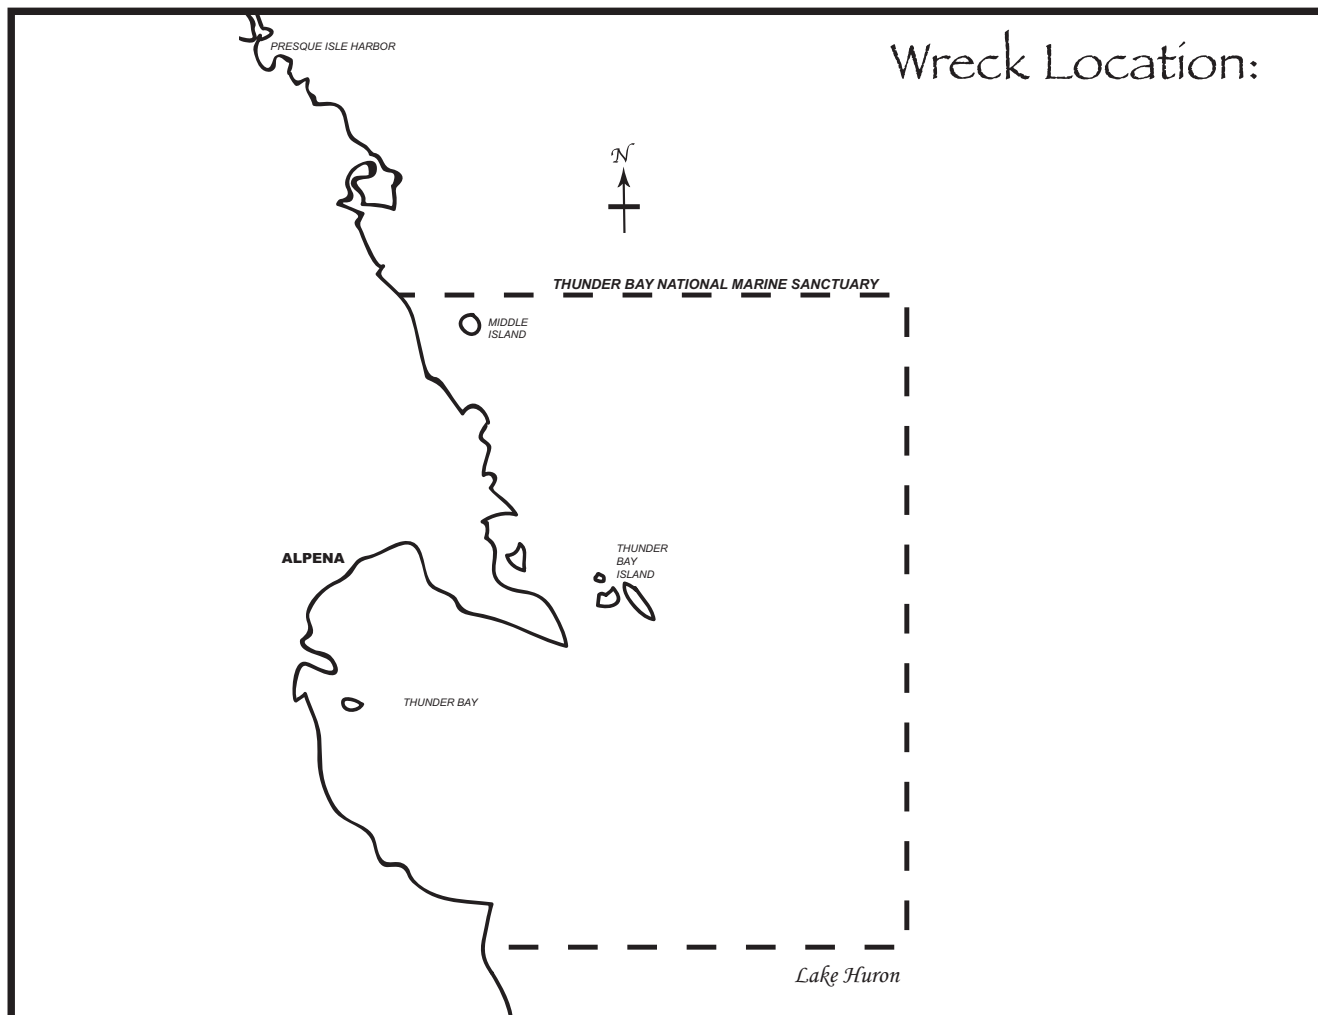 PRESQUE ISLE HARBOR
Wreck Location:
N
THUNDER BAY NATIONAL MARINE SANCTUARY
MIDDLE
ISLAND
THUNDER
BAY
ISLAND
ALPENA
THUNDER BAY
Lake Huron